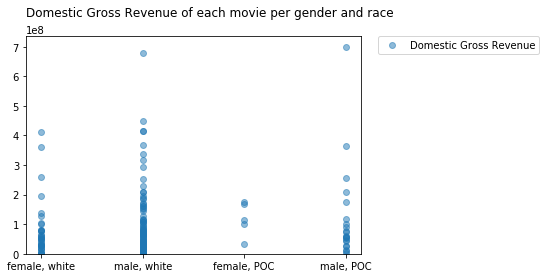 Domestic Gross Revenue of each movie per gender and race
1e8
Domestic Gross Revenue
7
6
5
4
3
2
1
0
female, white
male, white
female, POC
male, POC